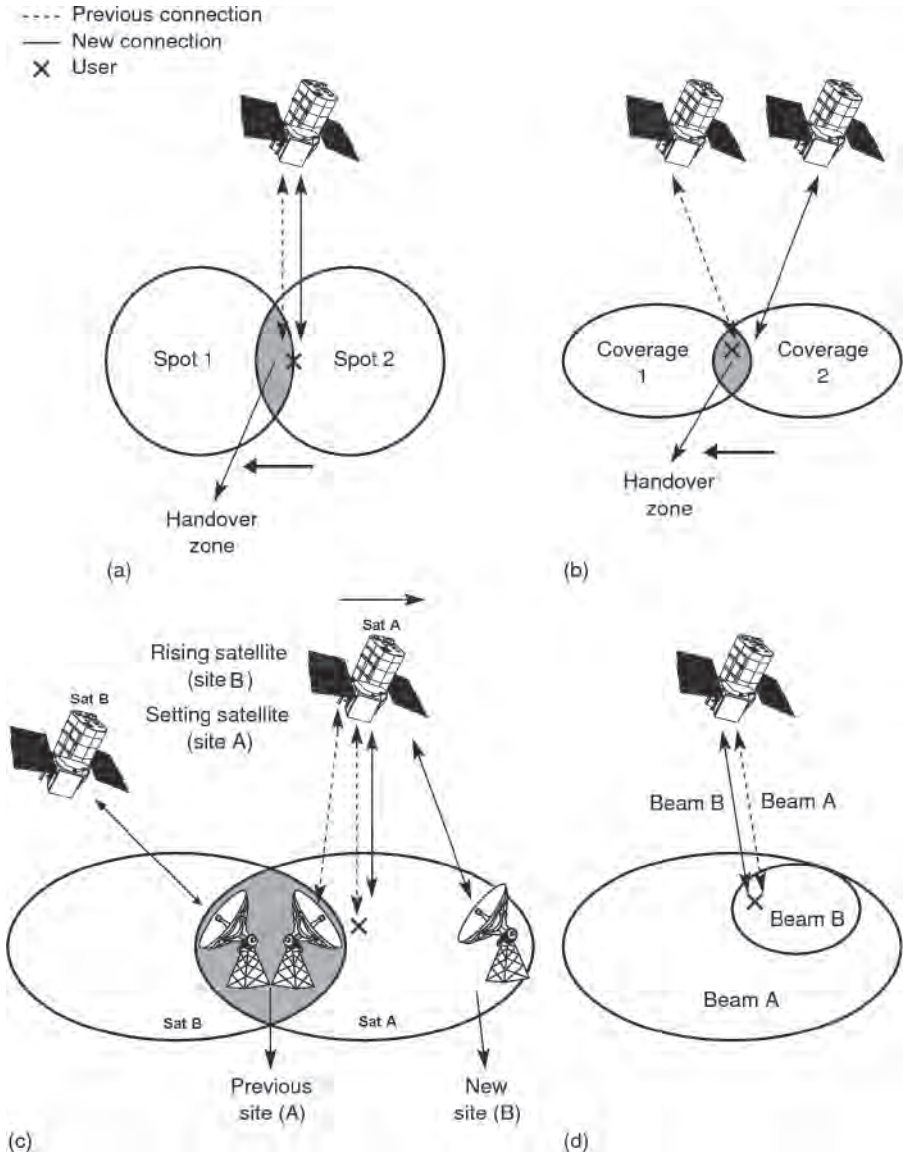 Previous connection
New connection
User
Spot 1
Spot 2
Handover
zone
(a)
Coverage
1
Coverage
2
Handover
zone
(b)
Sat A
Rising satellite
(site B)
Setting satellite
(site A)
Sat B
Sat B
Sat A
Previous
site (A)
New
site (B)
(c)
Beam B
Beam A
Beam B
Beam A
(d)